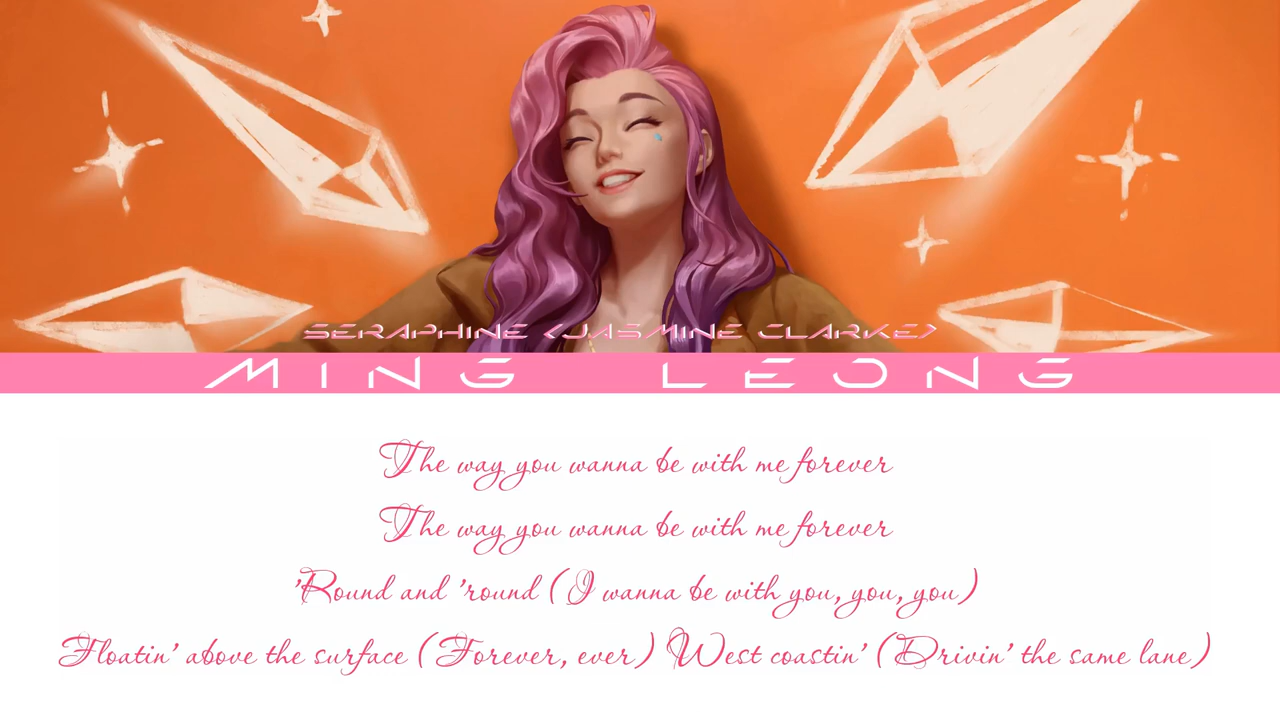 SERAPHINE (JASMINE CLARKE)
MING LEONG
The way you wanna be with me forever
The way you wanna be with me forever
'Round and 'round (I wanna be with you, you, you)
Floatin' above the surface (Forever, ever) West coastin' (Drivin' the same lane)